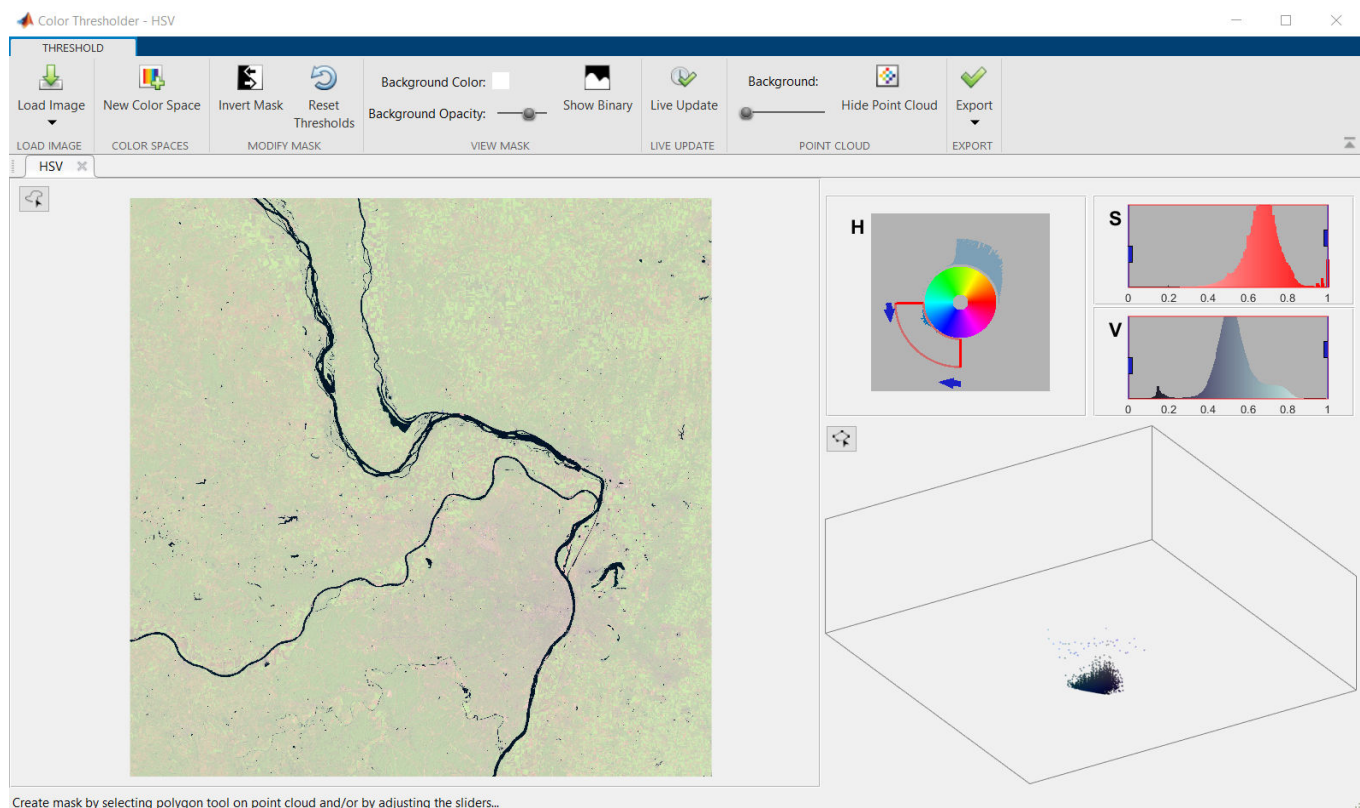 Color Thresholder - HSV
THRESHOLD
Load Image
New Color Space
Invert Mask
Reset
Thresholds
Background Color:
Background Opacity:
Show Binary
Live Update
Background:
Hide Point Cloud
Export
LOAD IMAGE
COLOR SPACES
MODIFY MASK
VIEW MASK
LIVE UPDATE
POINT CLOUD
EXPORT
HSV
H
S
0 0.2 0.4 0.6 0.8 1
V
0 0.2 0.4 0.6 0.8 1
Create mask by selecting polygon tool on point cloud and/or by adjusting the sliders...